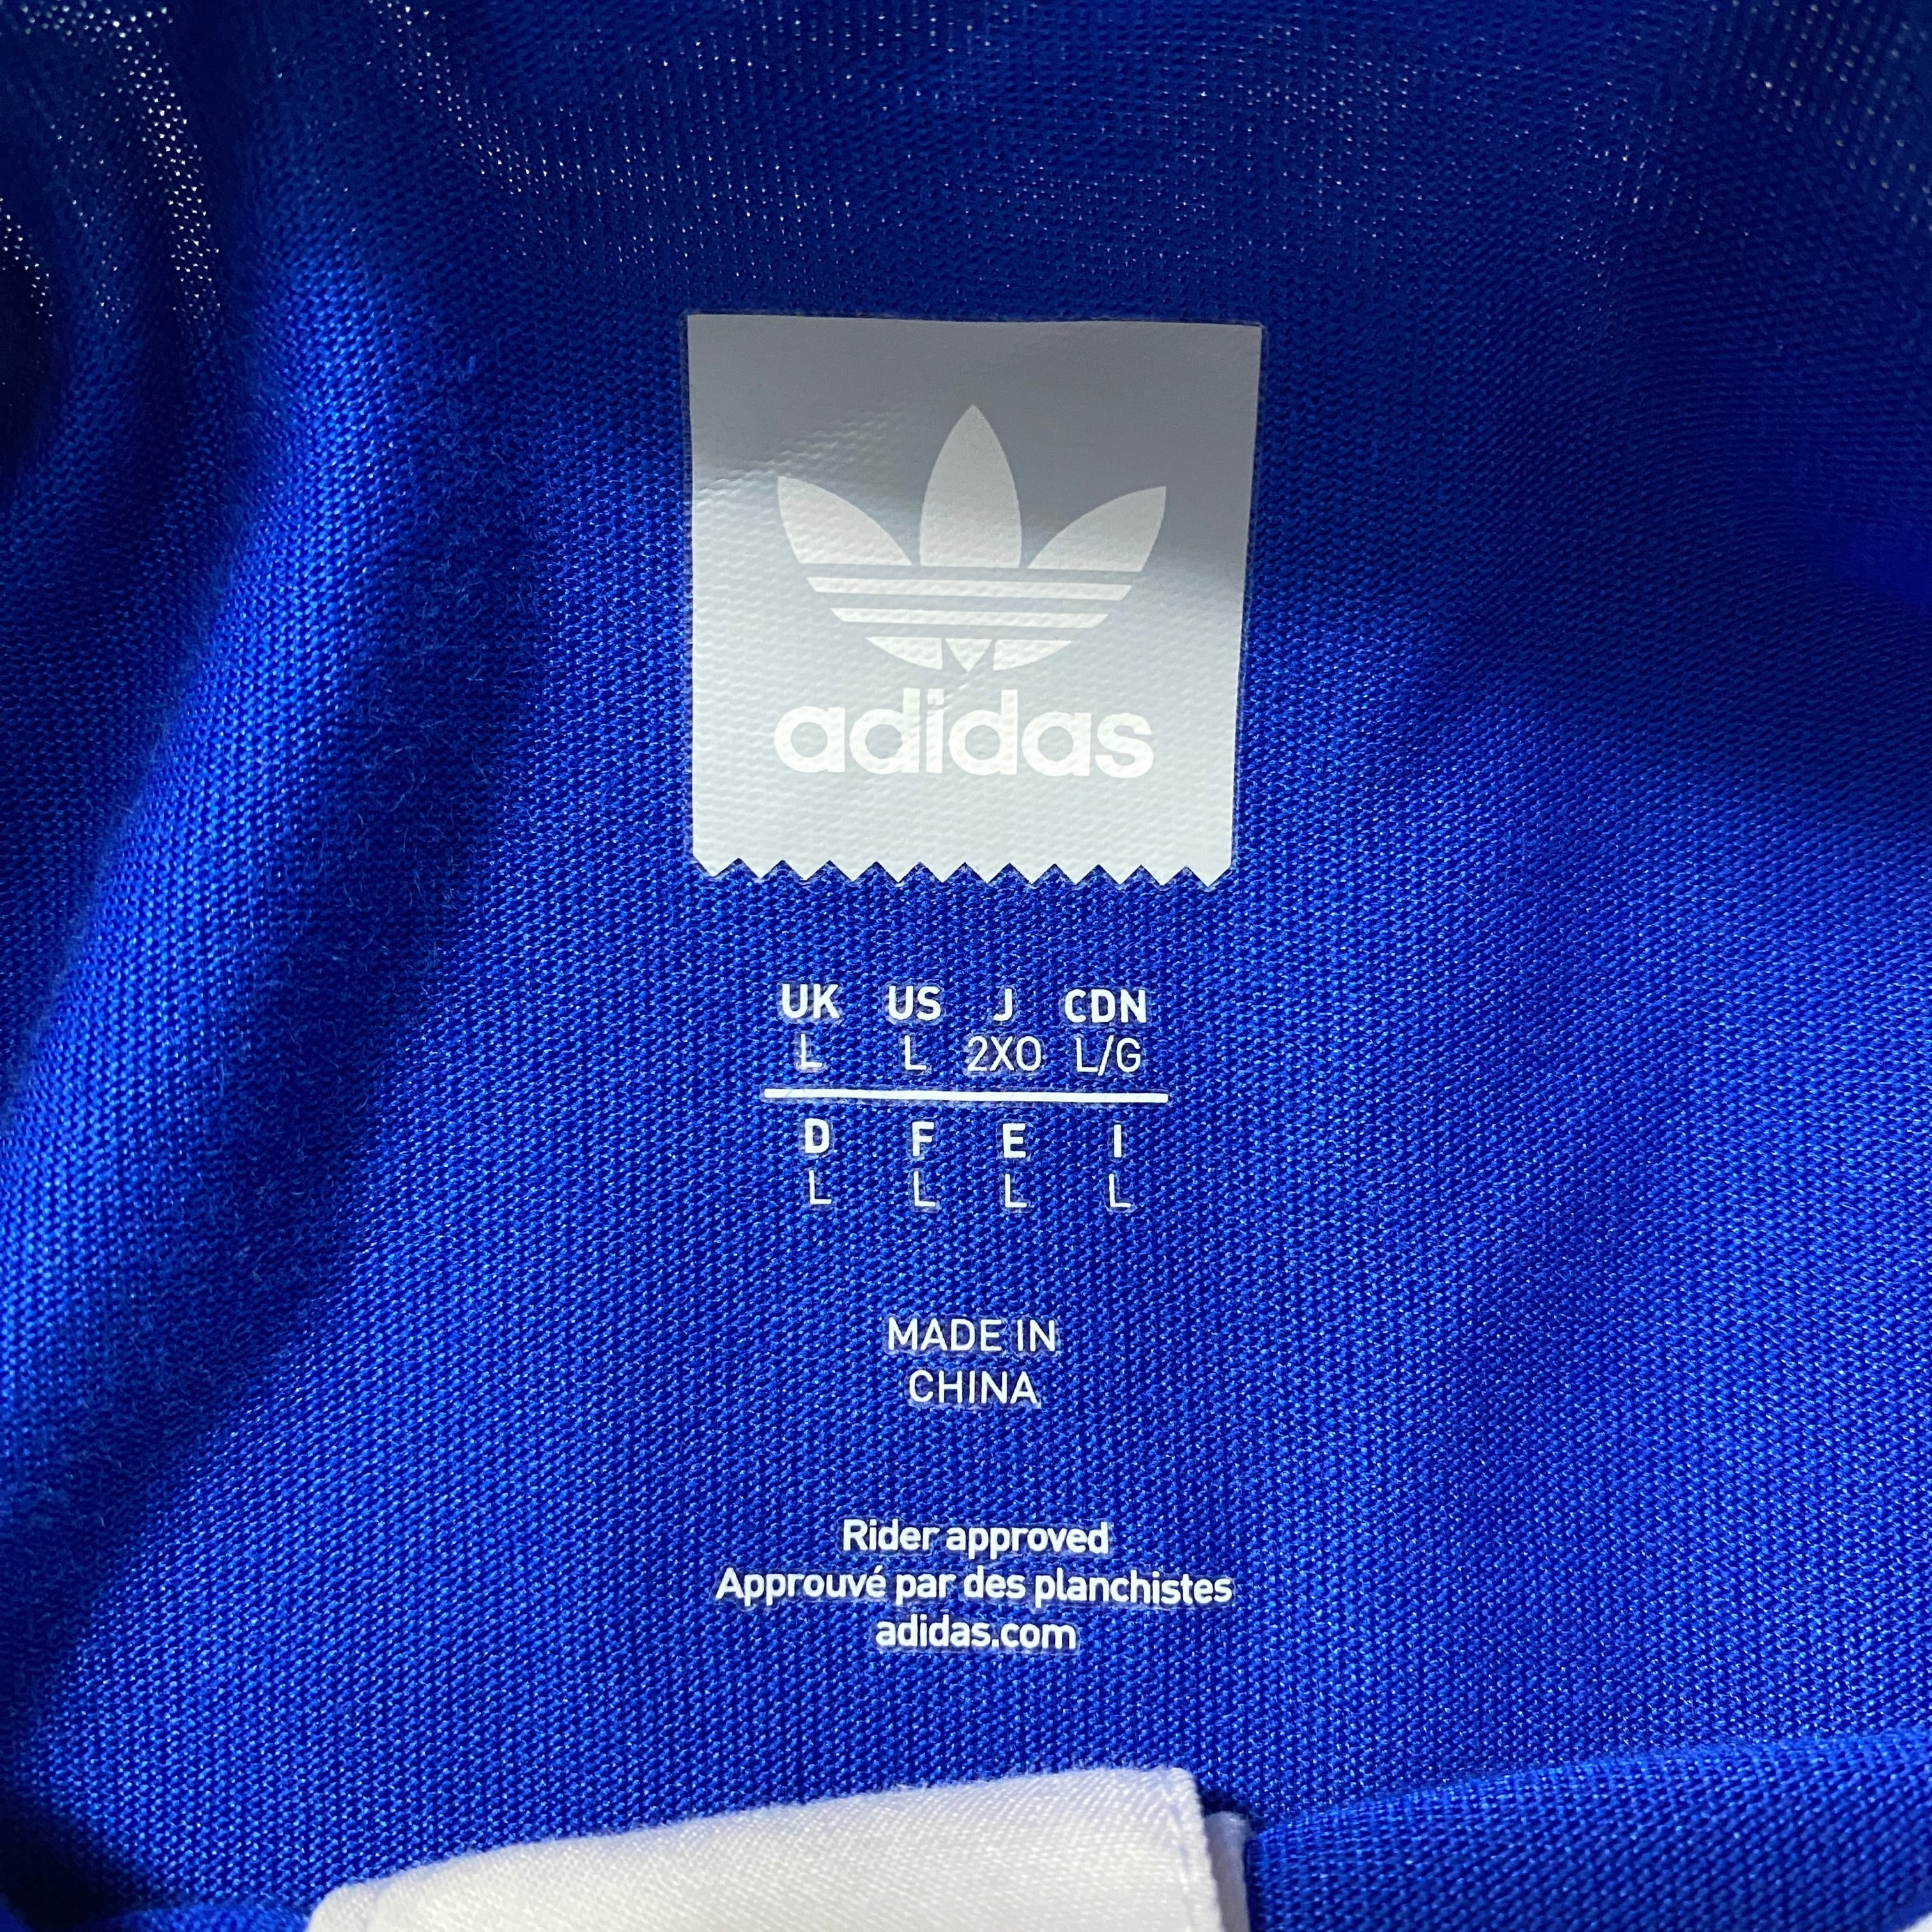 adidas
UK US J CDN
L L 2XO L/G
D F E I
L L L L
MADE IN
CHINA
Rider approved
Approuvé par des planchistes
adidas.com